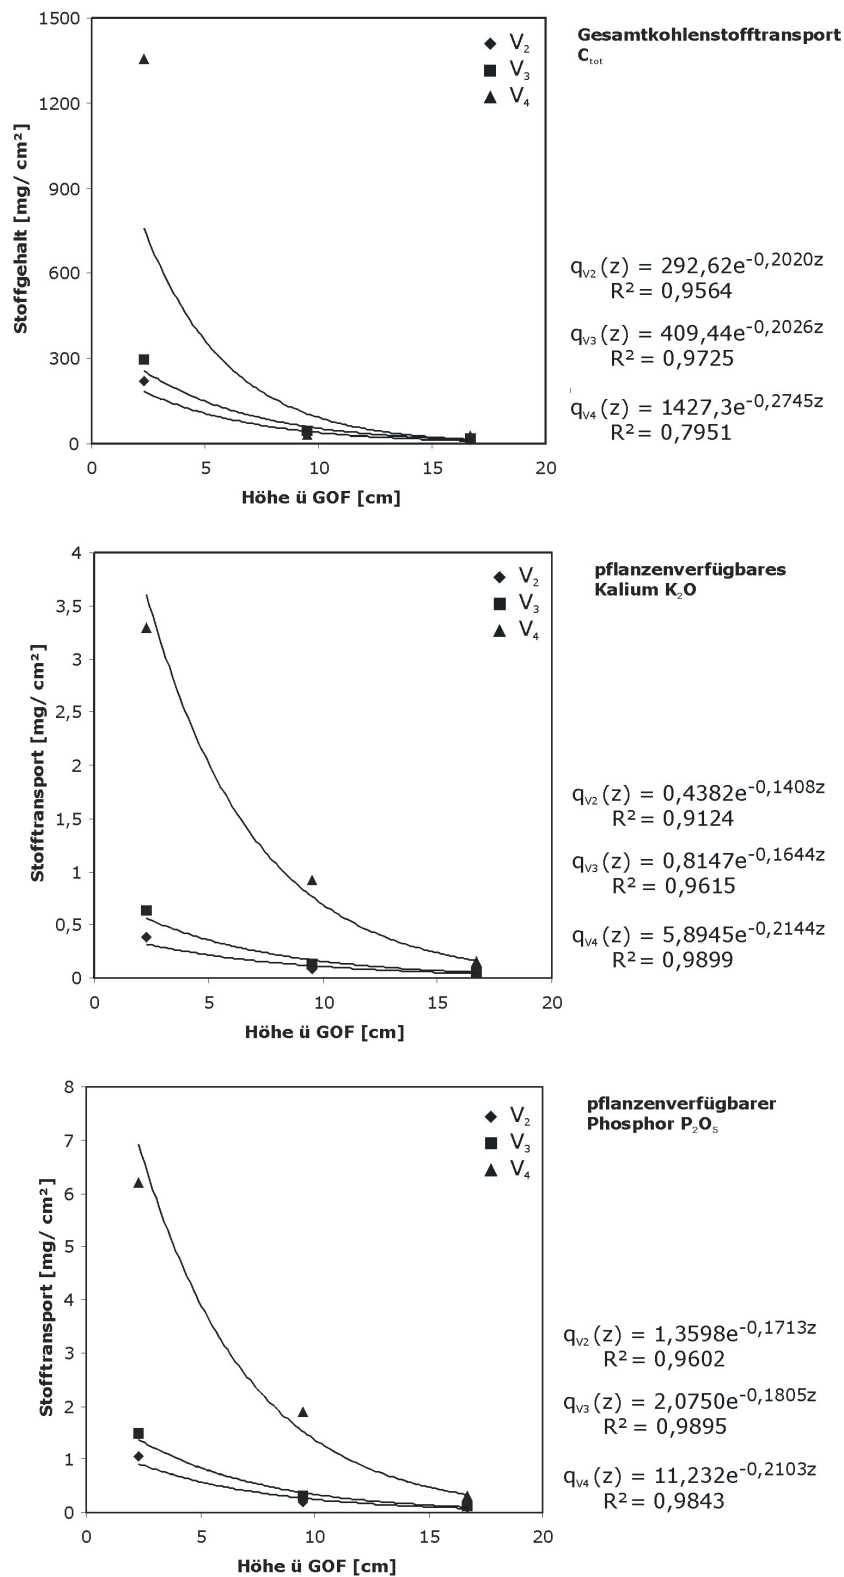 1500
1200
900
600
300
0
0 5 10 15 20
Stoffgehalt [mg/ cm²]
Höhe ü GOF [cm]
V₂
V₃
V₄
Gesamtkohlenstofftransport
Cₜₒₜ
qᵥ₂(z) = 292,62e^-0,2020z
R² = 0,9564
qᵥ₃(z) = 409,44e^-0,2026z
R² = 0,9725
qᵥ₄(z) = 1427,3e^-0,2745z
R² = 0,7951
4
3,5
3
2,5
2
1,5
1
0,5
0
0 5 10 15 20
Stofftransport [mg/ cm²]
Höhe ü GOF [cm]
V₂
V₃
V₄
pflanzenverfügbares
Kalium K₂O
qᵥ₂(z) = 0,4382e^-0,1408z
R² = 0,9124
qᵥ₃(z) = 0,8147e^-0,1644z
R² = 0,9615
qᵥ₄(z) = 5,8945e^-0,2144z
R² = 0,9899
8
7
6
5
4
3
2
1
0
0 5 10 15 20
Stofftransport [mg/ cm²]
Höhe ü GOF [cm]
V₂
V₃
V₄
pflanzenverfügbarer
Phosphor P₂O₅
qᵥ₂(z) = 1,3598e^-0,1713z
R² = 0,9602
qᵥ₃(z) = 2,0750e^-0,1805z
R² = 0,9895
qᵥ₄(z) = 11,232e^-0,2103z
R² = 0,9843